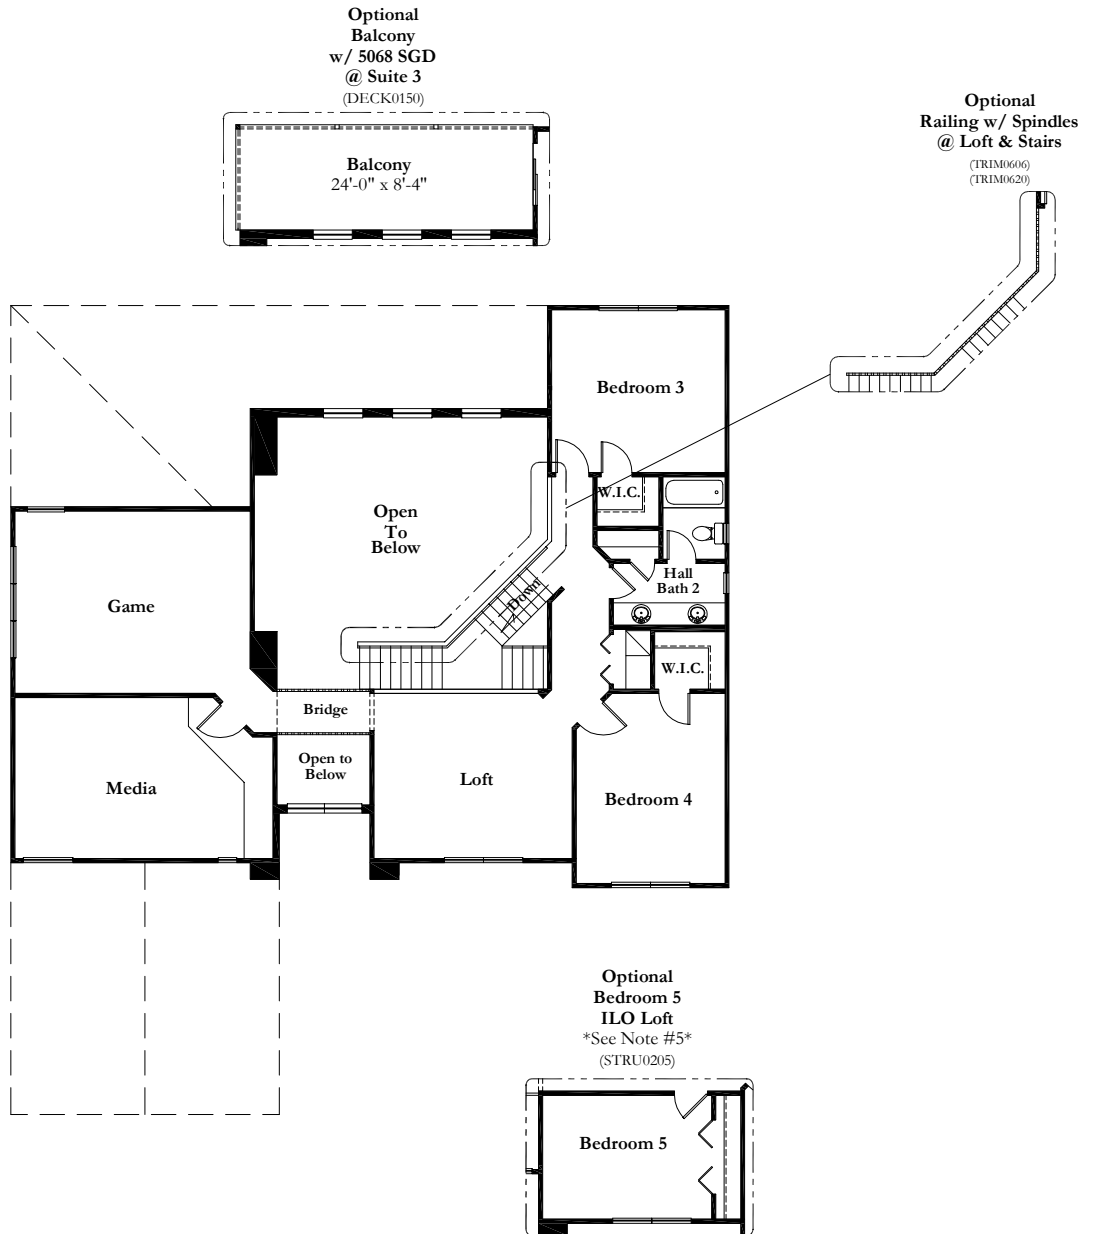 Optional
Balcony
w/ 5068 SGD
@ Suite 3
(DECK0150)
Balcony
24'-0" x 8'-4"
Optional
Railing w/ Spindles
@ Loft & Stairs
(TRIM0606)
(TRIM0620)
Bedroom 3
W.I.C.
Open
To
Below
Down
Hall
Bath 2
Game
W.I.C.
Bridge
Open to
Below
Media
Loft
Bedroom 4
Optional
Bedroom 5
ILO Loft
*See Note #5*
(STRU0205)
Bedroom 5